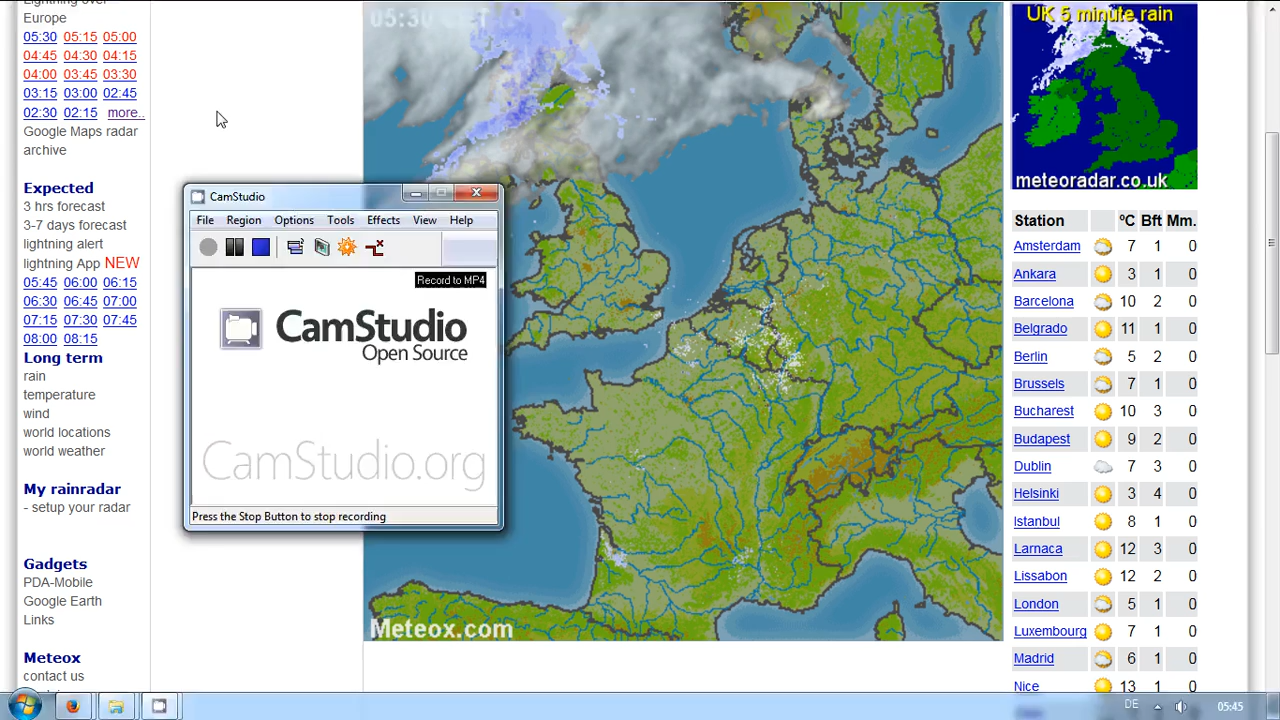 Lightning over
Europe
05:30 05:15 05:00
04:45 04:30 04:15
04:00 03:45 03:30
03:15 03:00 02:45
02:30 02:15 more..
Google Maps radar
archive
Expected
3 hrs forecast
3-7 days forecast
lightning alert
lightning App NEW
05:45 06:00 06:15
06:30 06:45 07:00
07:15 07:30 07:45
08:00 08:15
Long term
rain
temperature
wind
world locations
world weather
My rainradar
- setup your radar
Gadgets
PDA-Mobile
Google Earth
Links
Meteox
contact us
CamStudio
File Region Options Tools Effects View Help
Record to MP4
CamStudio
Open Source
CamStudio.org
Press the Stop Button to stop recording
05:30
Meteox.com
UK 5 minute rain
meteoradar.co.uk
Station ºC Bft Mm.
Amsterdam 7 1 0
Ankara 3 1 0
Barcelona 10 2 0
Belgrado 11 1 0
Berlin 5 2 0
Brussels 7 1 0
Bucharest 10 3 0
Budapest 9 2 0
Dublin 7 3 0
Helsinki 3 4 0
Istanbul 8 1 0
Larnaca 12 3 0
Lissabon 12 2 0
London 5 1 0
Luxembourg 7 1 0
Madrid 6 1 0
Nice 13 1 0
DE 05:45